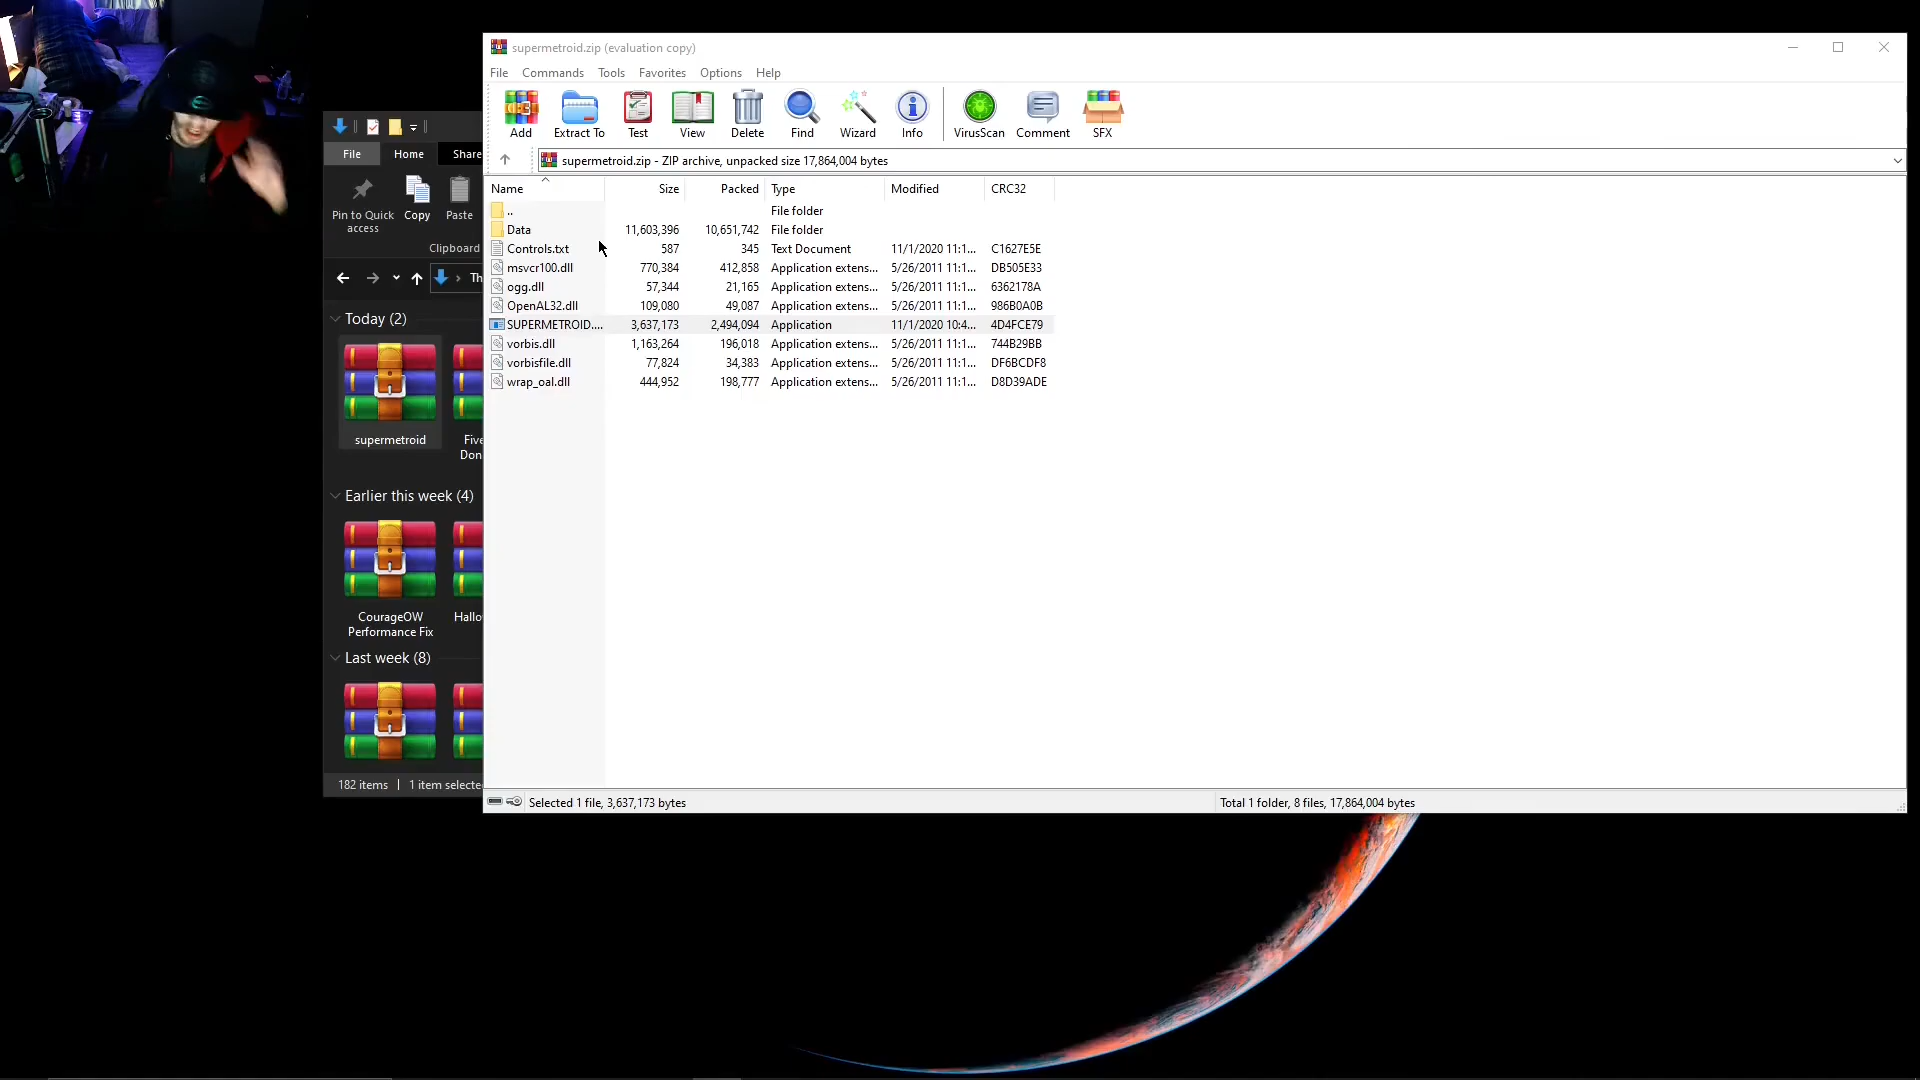 supermetroid.zip (evaluation copy)
File Commands Tools Favorites Options Help
Add Extract To Test View Delete Find Wizard Info VirusScan Comment SFX
supermetroid.zip - ZIP archive, unpacked size 17,864,004 bytes
Name Size Packed Type Modified CRC32
.. File folder
Data 11,603,396 10,651,742 File folder
Controls.txt 587 345 Text Document 11/1/2020 11:1... C1627E5E
msvcr100.dll 770,384 412,858 Application extens... 5/26/2011 11:1... DB505E33
ogg.dll 57,344 21,165 Application extens... 5/26/2011 11:1... 6362178A
OpenAL32.dll 109,080 49,087 Application extens... 5/26/2011 11:1... 986B0A0B
SUPERMETROID.... 3,637,173 2,494,094 Application 11/1/2020 10:4... 4D4FCE79
vorbis.dll 1,163,264 196,018 Application extens... 5/26/2011 11:1... 744B29BB
vorbisfile.dll 77,824 34,383 Application extens... 5/26/2011 11:1... DF6BCDF8
wrap_oal.dll 444,952 198,777 Application extens... 5/26/2011 11:1... D8D39ADE
Selected 1 file, 3,637,173 bytes
Total 1 folder, 8 files, 17,864,004 bytes
File Home Share
Pin to Quick
access
Copy Paste
Clipboard
Th
Today (2)
supermetroid
Five
Don
Earlier this week (4)
CourageOW
Performance Fix
Hallo
Last week (8)
182 items 1 item selecte